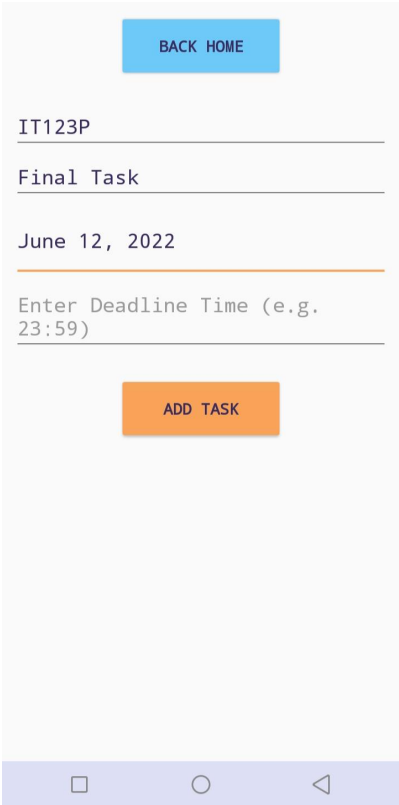 BACK HOME
IT123P
Final Task
June 12, 2022
Enter Deadline Time (e.g.
23:59)
ADD TASK